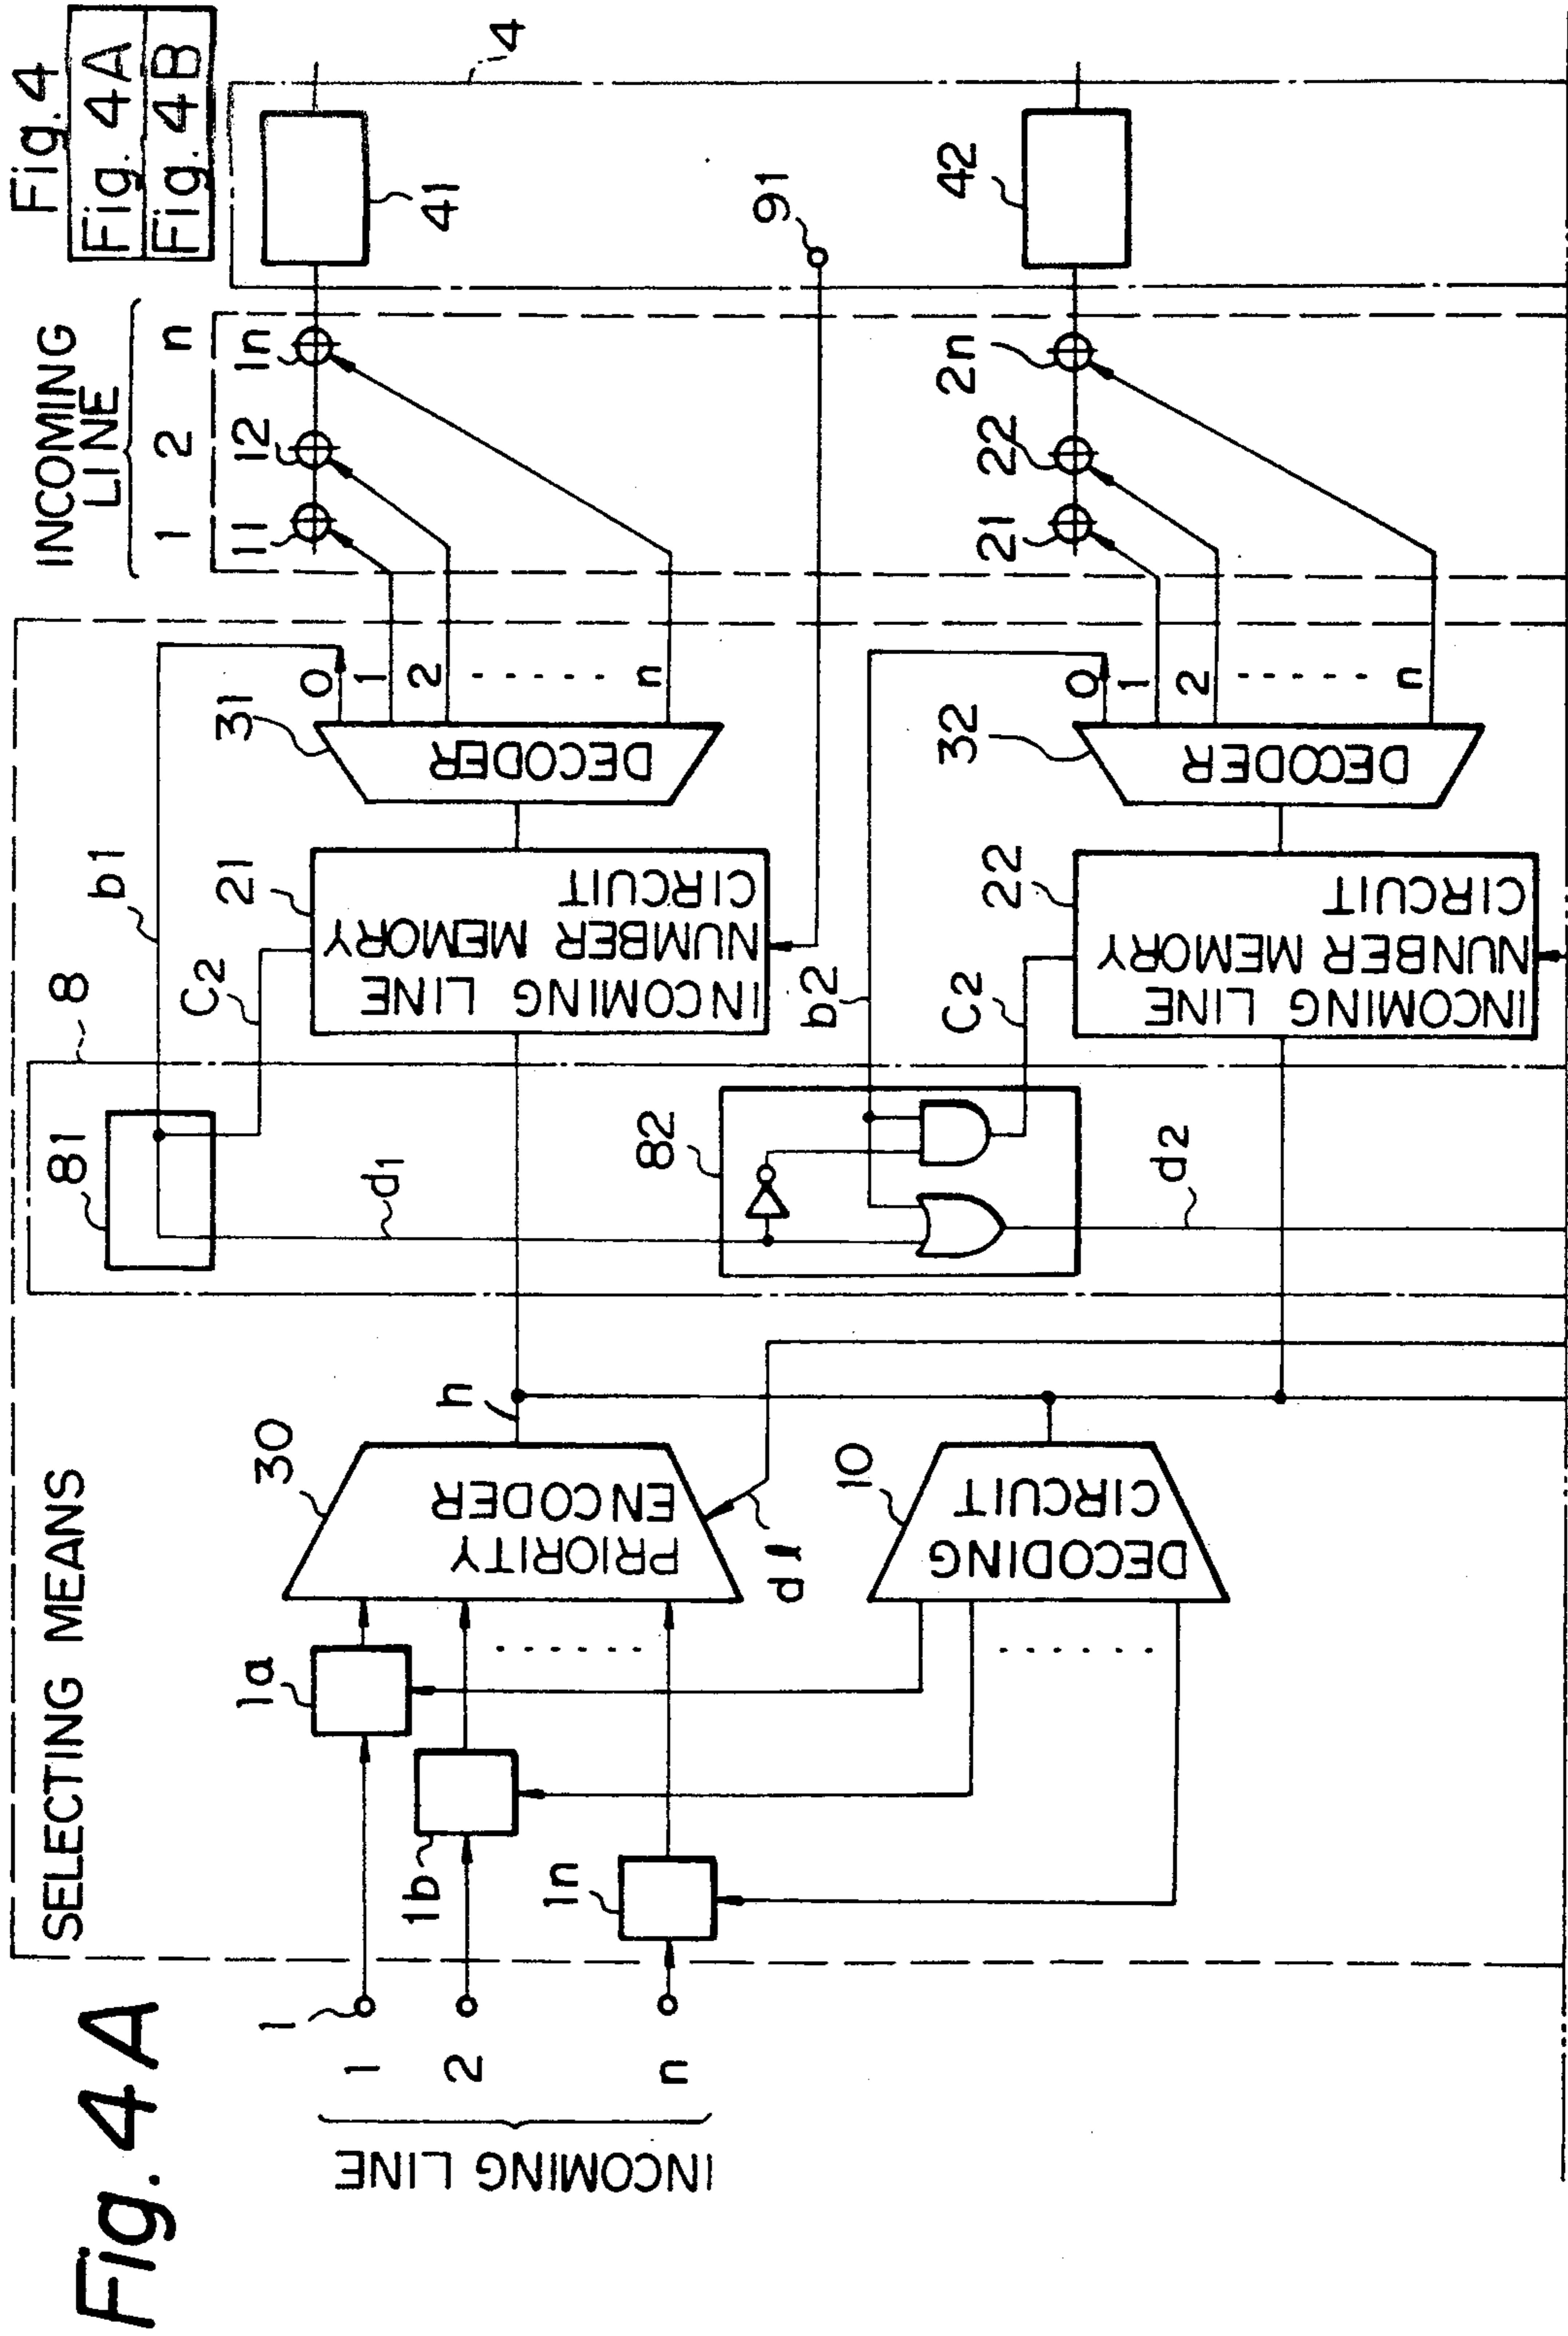 Fig. 4A
Fig. 4
Fig. 4A
Fig. 4B
SELECTING MEANS
INCOMING
LINE
1 2 n
8
81
b1
C2
d1
4
41
11 12 1n
31
DECODER
0
1
2
n
21
INCOMING LINE
NUMBER MEMORY
CIRCUIT
h
30
PRIORITY
ENCODER
1a
1b
1n
1
1
2
n
INCOMING LINE
dl
10
DECODING
CIRCUIT
82
d2
b2
C2
91
22
INCOMING LINE
NUMBER MEMORY
CIRCUIT
32
DECODER
0
1
2
n
21 22 2n
42